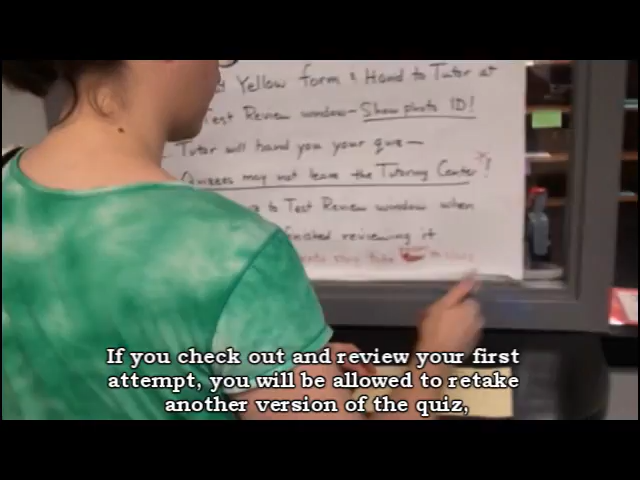 Yellow form & Hand to Tutor at
Test Review window - Show photo ID!
Tutor will hand you your quiz -
Quizzes may not leave the Tutoring Center*!
to Test Review window when
finished reviewing it
If you check out and review your first
attempt, you will be allowed to retake
another version of the quiz,